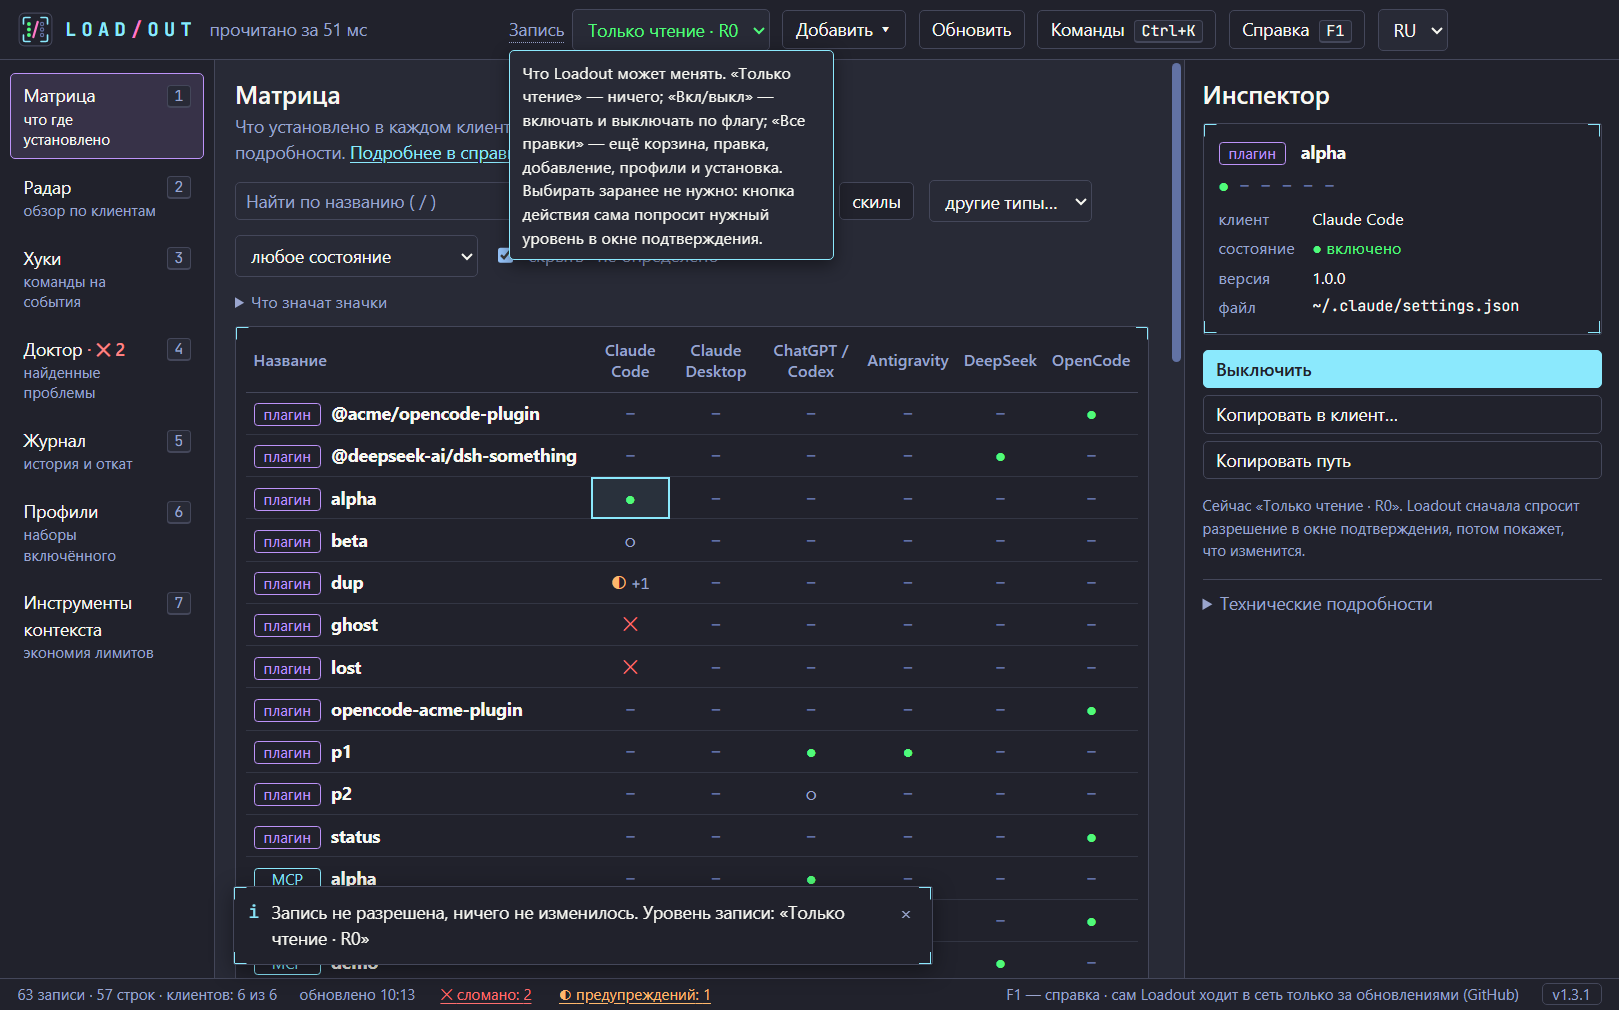 LOAD/OUT прочитано за 51 мс Запись Только чтение · R0 Добавить ▼ Обновить Команды Ctrl+K Справка F1 RU
Матрица 1
что где
установлено
Радар 2
обзор по клиентам
Хуки 3
команды на
события
Доктор · ✕ 2 4
найденные
проблемы
Журнал 5
история и откат
Профили 6
наборы
включённого
Инструменты 7
контекста
экономия лимитов
Матрица
Что установлено в каждом клиент
подробности. Подробнее в справ
Что Loadout может менять. «Только
чтение» — ничего; «Вкл/выкл» —
включать и выключать по флагу; «Все
правки» — ещё корзина, правка,
добавление, профили и установка.
Выбирать заранее не нужно: кнопка
действия сама попросит нужный
уровень в окне подтверждения.
Найти по названию ( / ) скилы другие типы...
любое состояние
▶ Что значат значки
Название Claude Code Claude Desktop ChatGPT / Codex Antigravity DeepSeek OpenCode
плагин @acme/opencode-plugin – – – – – ●
плагин @deepseek-ai/dsh-something – – – – ● –
плагин alpha ● – – – – –
плагин beta ○ – – – – –
плагин dup ◐ +1 – – – – –
плагин ghost ✕ – – – – –
плагин lost ✕ – – – – –
плагин opencode-acme-plugin – – – – – ●
плагин p1 – – ● ● – –
плагин p2 – – ○ – – –
плагин status – – – – – ●
MCP alpha – – ● – – –
– ●
MCP demo ● –
i Запись не разрешена, ничего не изменилось. Уровень записи: «Только ×
чтение · R0»
Инспектор
плагин alpha
● – – – – –
клиент Claude Code
состояние ● включено
версия 1.0.0
файл ~/.claude/settings.json
Выключить
Копировать в клиент...
Копировать путь
Сейчас «Только чтение · R0». Loadout сначала спросит
разрешение в окне подтверждения, потом покажет,
что изменится.
▶ Технические подробности
63 записи · 57 строк · клиентов: 6 из 6 обновлено 10:13 ✕ сломано: 2 ◐ предупреждений: 1 F1 — справка · сам Loadout ходит в сеть только за обновлениями (GitHub) v1.3.1